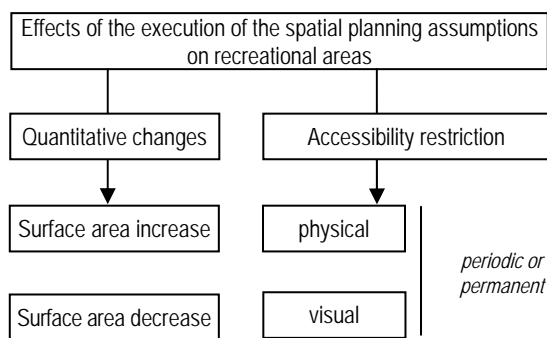 Effects of the execution of the spatial planning assumptions
on recreational areas
Quantitative changes
Accessibility restriction
Surface area increase
physical
periodic or
permanent
Surface area decrease
visual